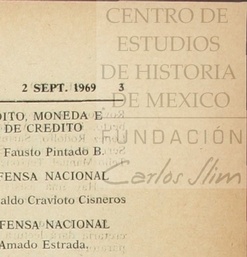 CENTRO DE
ESTUDIOS
DE HISTORIA
DE MEXICO
FUNDACIÓN
Carlos Slim
2 SEPT. 1969 3
DITO, MONEDA E
DE CREDITO
Fausto Pintado B.
FENSA NACIONAL
aldo Cravioto Cisneros
FENSA NACIONAL
Amado Estrada,